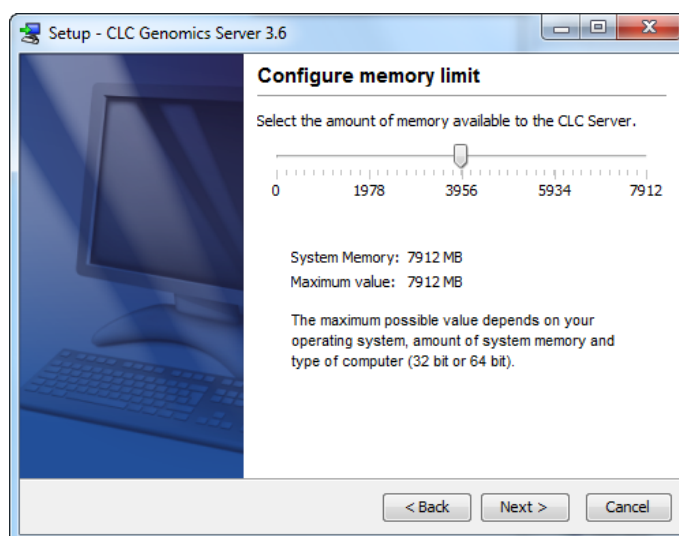 Setup - CLC Genomics Server 3.6
Configure memory limit
Select the amount of memory available to the CLC Server.
0 1978 3956 5934 7912
System Memory: 7912 MB
Maximum value: 7912 MB
The maximum possible value depends on your
operating system, amount of system memory and
type of computer (32 bit or 64 bit).
< Back Next > Cancel